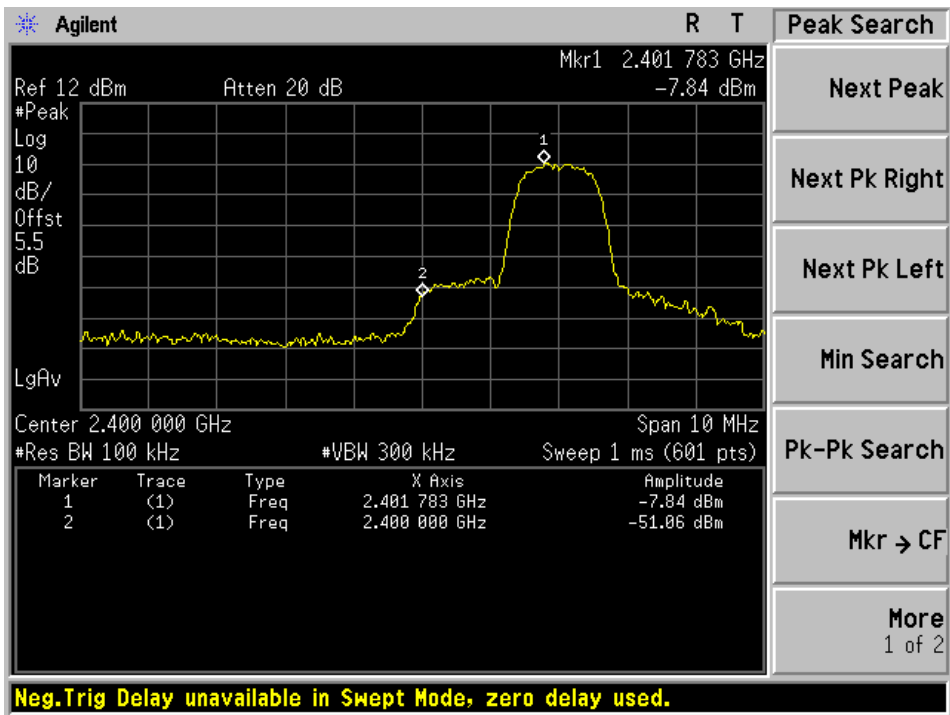 Agilent
R T
Peak Search
Mkr1 2.401 783 GHz
Ref 12 dBm Atten 20 dB -7.84 dBm
#Peak
Log
10
dB/
Offst
5.5
dB
LgAv
1
2
Center 2.400 000 GHz Span 10 MHz
#Res BW 100 kHz #VBW 300 kHz Sweep 1 ms (601 pts)
Marker Trace Type X Axis Amplitude
1 (1) Freq 2.401 783 GHz -7.84 dBm
2 (1) Freq 2.400 000 GHz -51.06 dBm
Next Peak
Next Pk Right
Next Pk Left
Min Search
Pk-Pk Search
Mkr → CF
More
1 of 2
Neg.Trig Delay unavailable in Swept Mode, zero delay used.